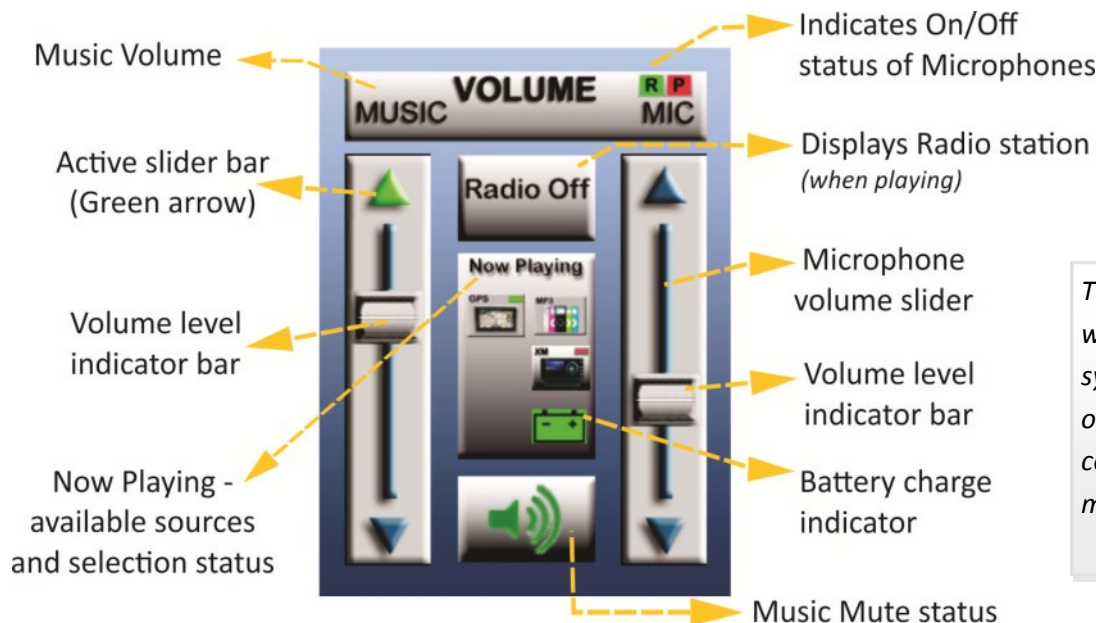 Music Volume
Indicates On/Off
status of Microphones
VOLUME
MUSIC
R P
MIC
Active slider bar
(Green arrow)
Radio Off
Displays Radio station
(when playing)
Now Playing
GPS
MP3
XM
Volume level
indicator bar
Microphone
volume slider
Volume level
indicator bar
Now Playing -
available sources
and selection status
Battery charge
indicator
Music Mute status